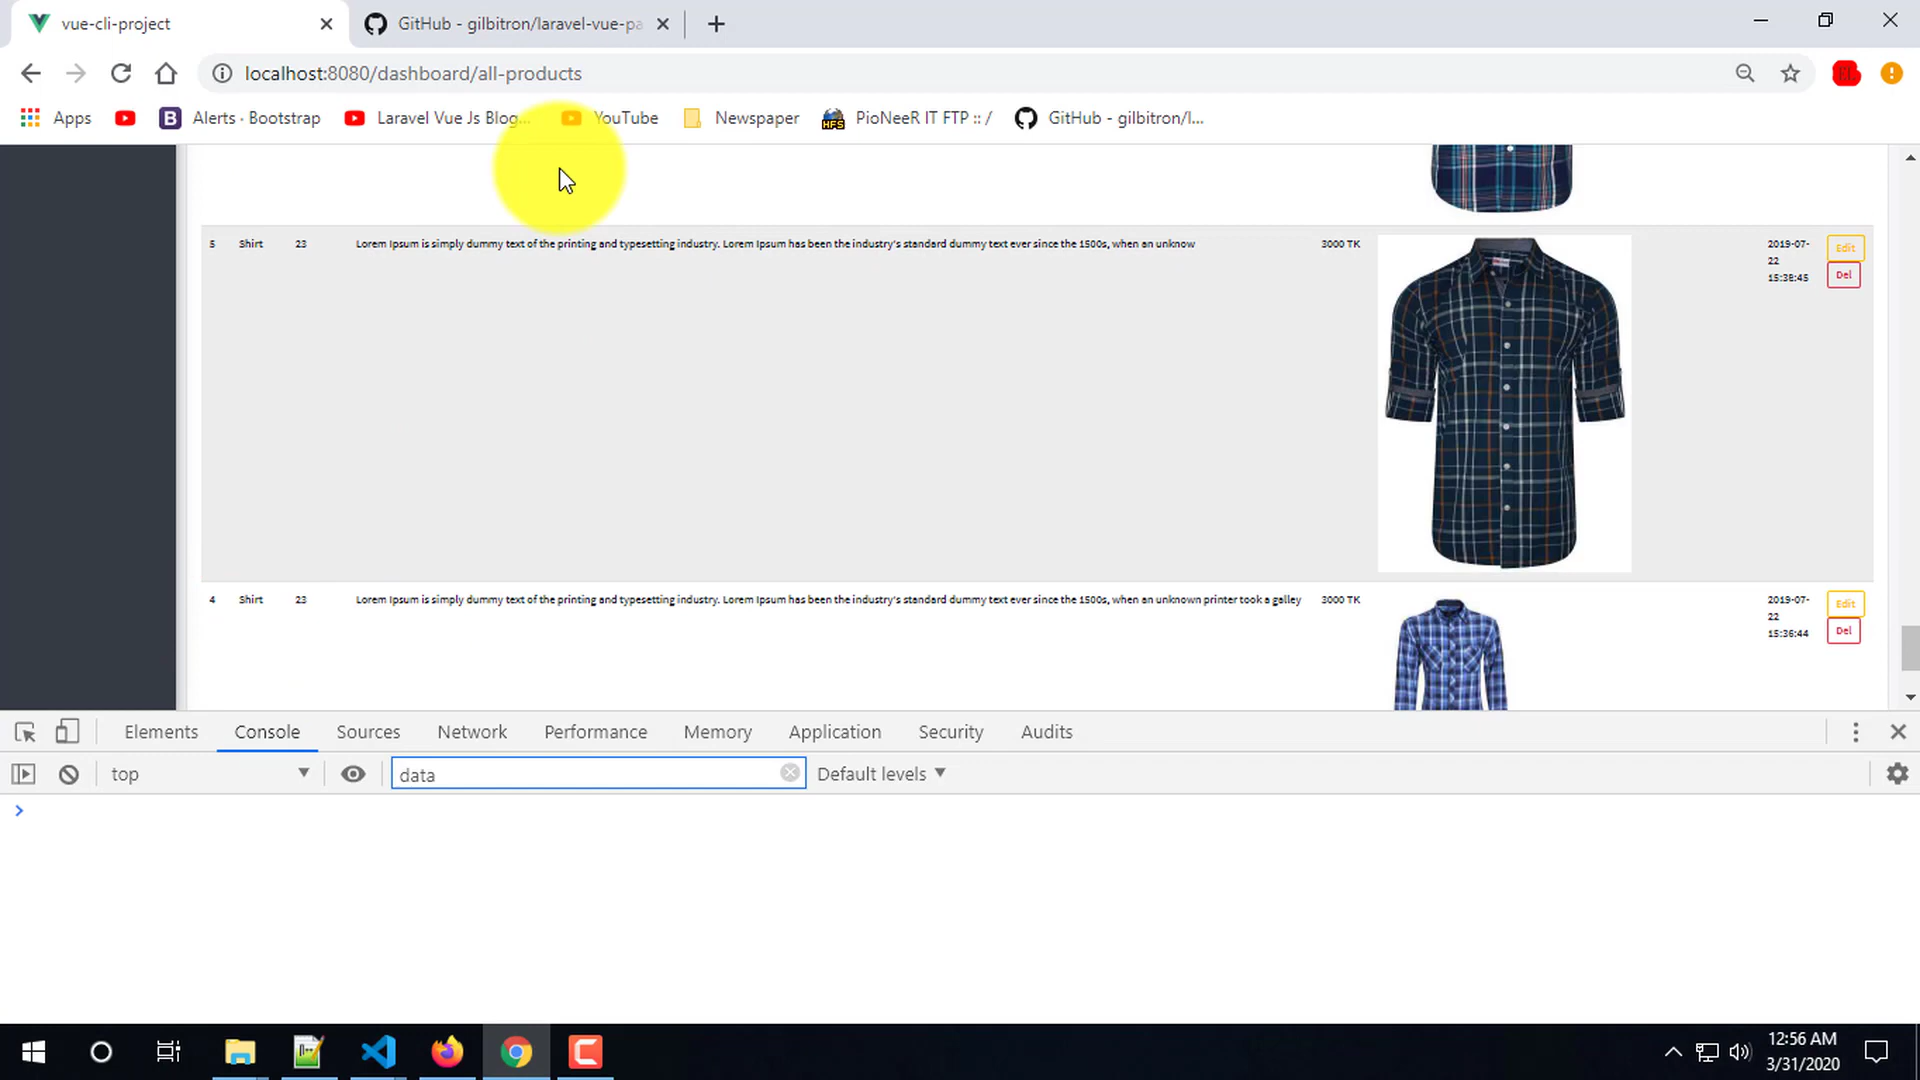 vue-cli-project
GitHub - gilbitron/laravel-vue-pa
localhost:8080/dashboard/all-products
EL
Apps
Alerts · Bootstrap
Laravel Vue Js Blog...
YouTube
Newspaper
HFS
PioNeeR IT FTP :: /
GitHub - gilbitron/l...
5 Shirt 23 Lorem Ipsum is simply dummy text of the printing and typesetting industry. Lorem Ipsum has been the industry's standard dummy text ever since the 1500s, when an unknow 3000 TK 2019-07- Edit
22
15:38:45 Del
4 Shirt 23 Lorem Ipsum is simply dummy text of the printing and typesetting industry. Lorem Ipsum has been the industry's standard dummy text ever since the 1500s, when an unknown printer took a galley 3000 TK 2019-07- Edit
22
15:36:44 Del
Elements Console Sources Network Performance Memory Application Security Audits
top data Default levels
12:56 AM
3/31/2020